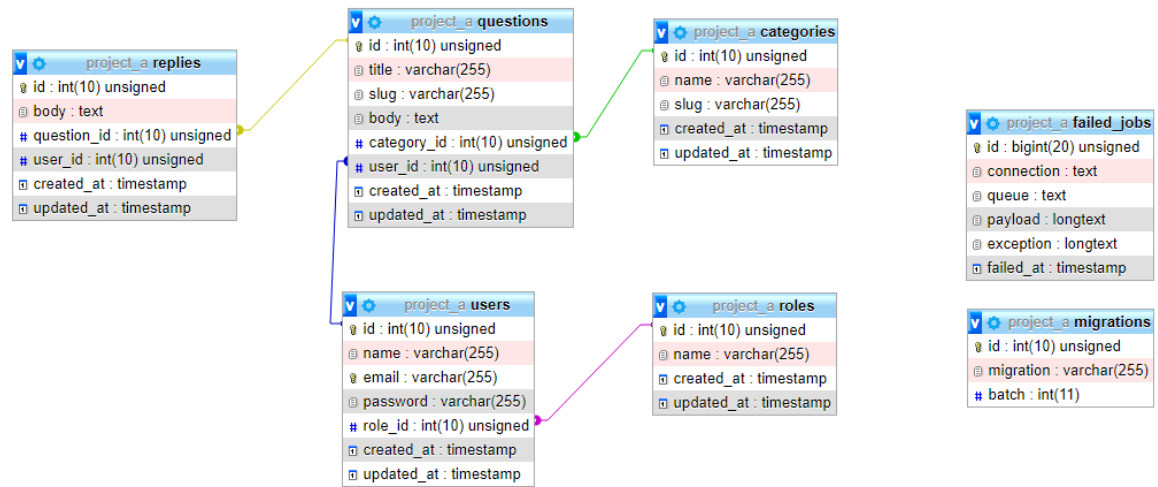 project_a replies
id : int(10) unsigned
body : text
question_id : int(10) unsigned
user_id : int(10) unsigned
created_at : timestamp
updated_at : timestamp
project_a questions
id : int(10) unsigned
title : varchar(255)
slug : varchar(255)
body : text
category_id : int(10) unsigned
user_id : int(10) unsigned
created_at : timestamp
updated_at : timestamp
project_a categories
id : int(10) unsigned
name : varchar(255)
slug : varchar(255)
created_at : timestamp
updated_at : timestamp
project_a failed_jobs
id : bigint(20) unsigned
connection : text
queue : text
payload : longtext
exception : longtext
failed_at : timestamp
project_a users
id : int(10) unsigned
name : varchar(255)
email : varchar(255)
password : varchar(255)
role_id : int(10) unsigned
created_at : timestamp
updated_at : timestamp
project_a roles
id : int(10) unsigned
name : varchar(255)
created_at : timestamp
updated_at : timestamp
project_a migrations
id : int(10) unsigned
migration : varchar(255)
batch : int(11)